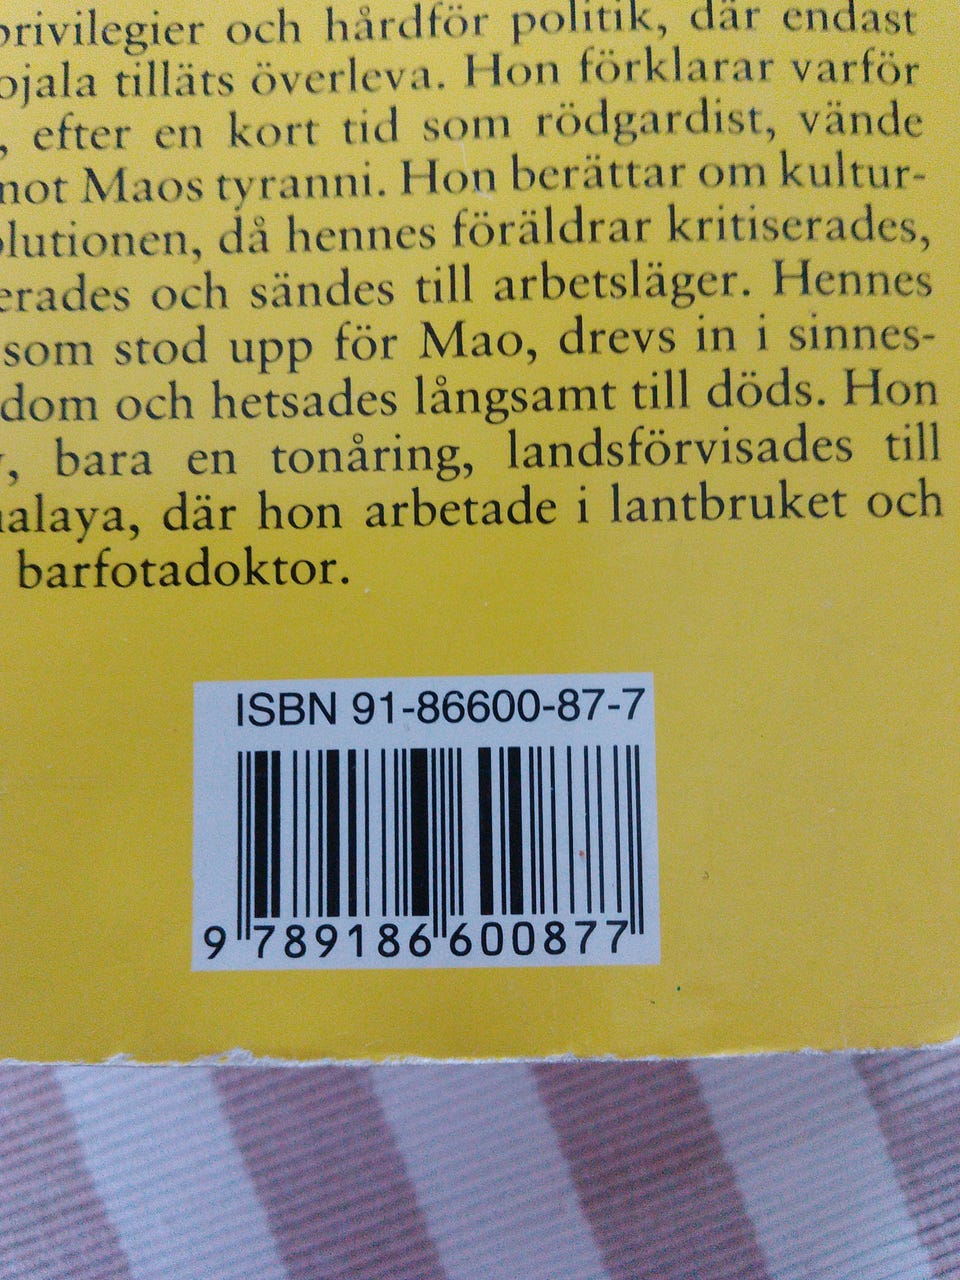 privilegier och hårdför politik, där endast
ojala tilläts överleva. Hon förklarar varför
, efter en kort tid som rödgardist, vände
mot Maos tyranni. Hon berättar om kultur-
olutionen, då hennes föräldrar kritiserades,
erades och sändes till arbetsläger. Hennes
som stod upp för Mao, drevs in i sinnes-
dom och hetsades långsamt till döds. Hon
, bara en tonåring, landsförvisades till
alaya, där hon arbetade i lantbruket och
barfotadoktor.
ISBN 91-86600-87-7
9 789186 600877